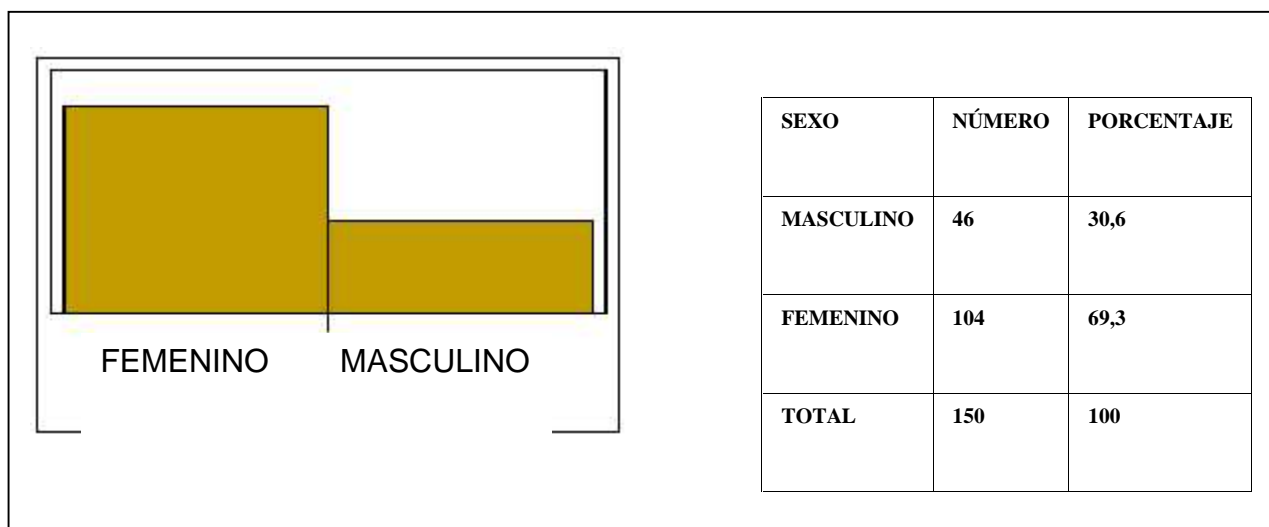 FEMENINO MASCULINO
SEXO NÚMERO PORCENTAJE
MASCULINO 46 30,6
FEMENINO 104 69,3
TOTAL 150 100